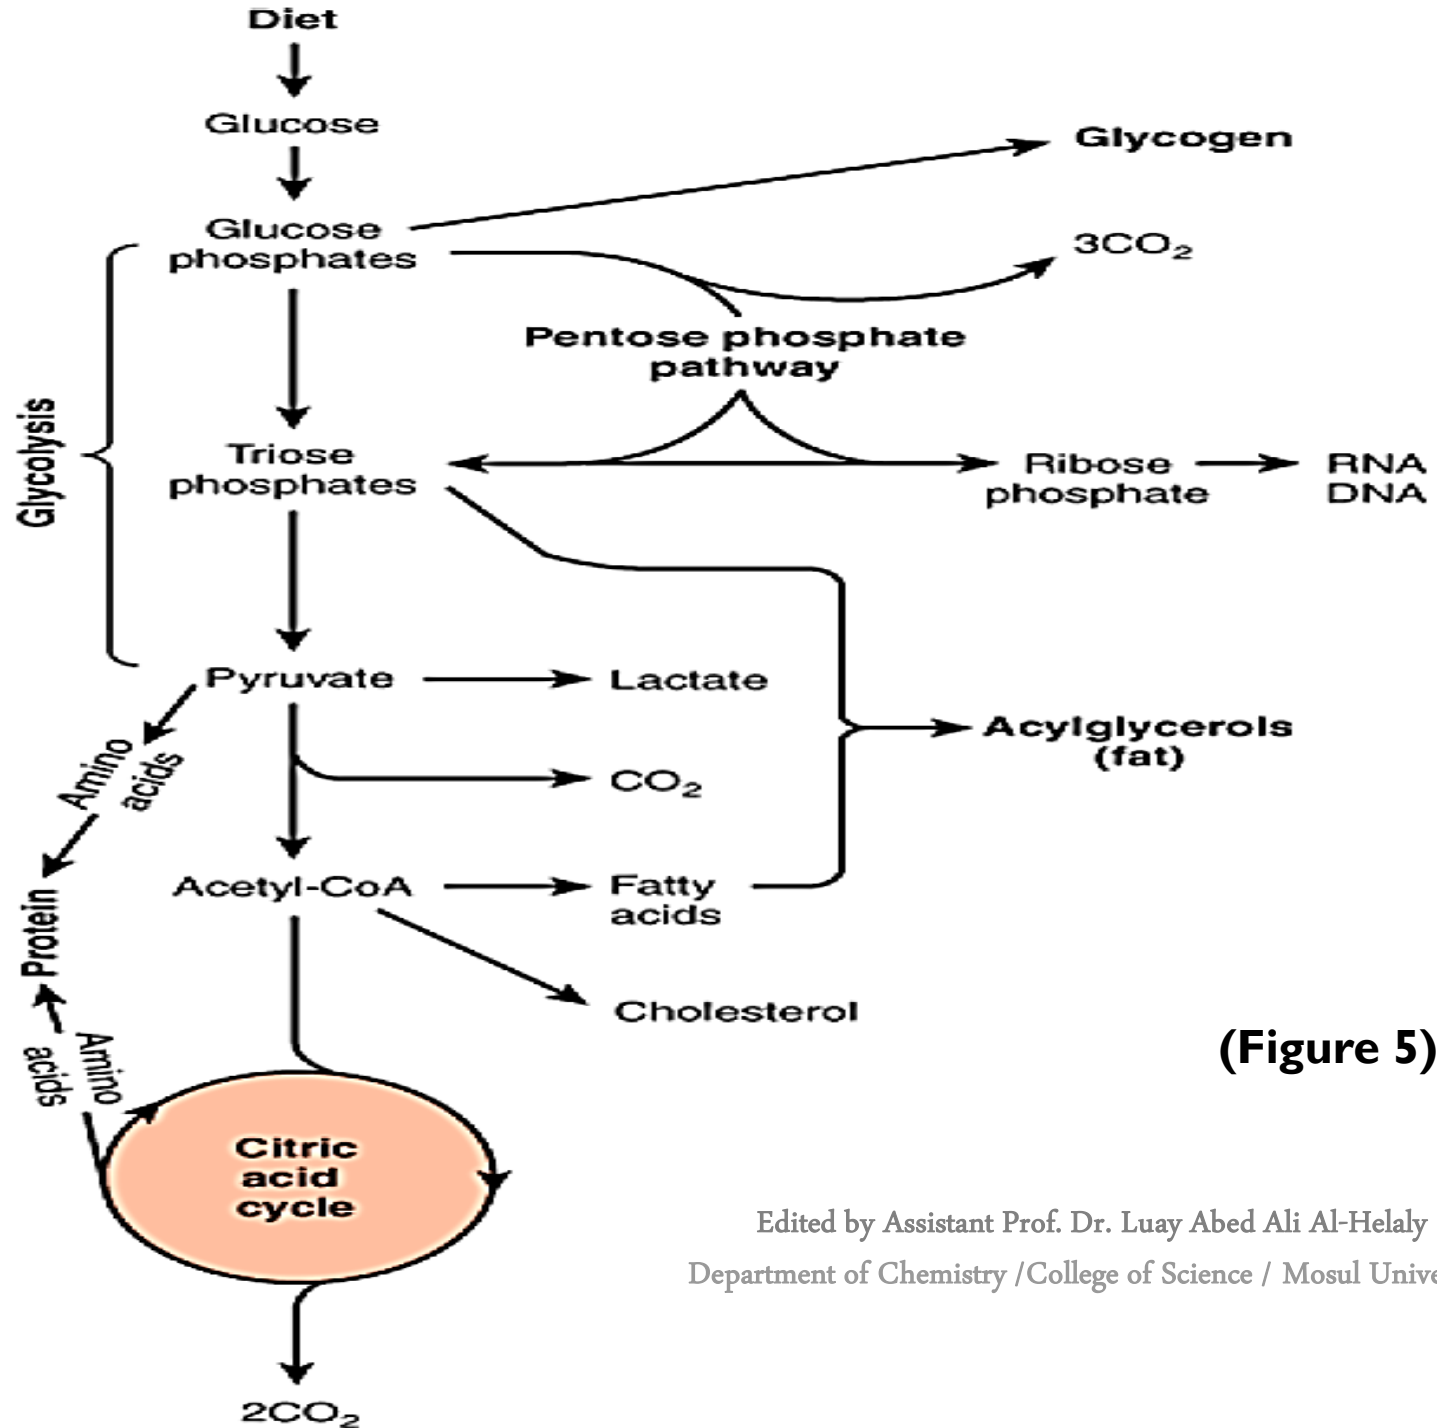 Diet
Glucose
Glycogen
Glucose
phosphates
3CO₂
Pentose phosphate
pathway
Glycolysis
Triose
phosphates
Ribose
phosphate
RNA
DNA
Pyruvate
Lactate
Amino
acids
CO₂
Acylglycerols
(fat)
Acetyl-CoA
Fatty
acids
Protein
Cholesterol
Amino
acids
(Figure 5)
Citric
acid
cycle
Edited by Assistant Prof. Dr. Luay Abed Ali Al-Helaly
Department of Chemistry /College of Science / Mosul Unive
2CO₂